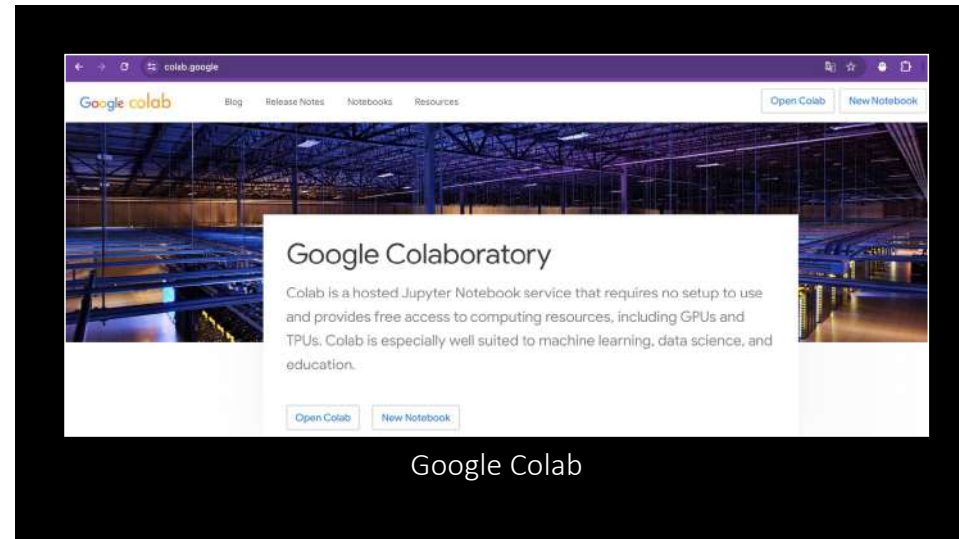 colab.google
Google colab Blog Release Notes Notebooks Resources Open Colab New Notebook
Google Colaboratory
Colab is a hosted Jupyter Notebook service that requires no setup to use
and provides free access to computing resources, including GPUs and
TPUs. Colab is especially well suited to machine learning, data science, and
education.
Open Colab New Notebook
Google Colab